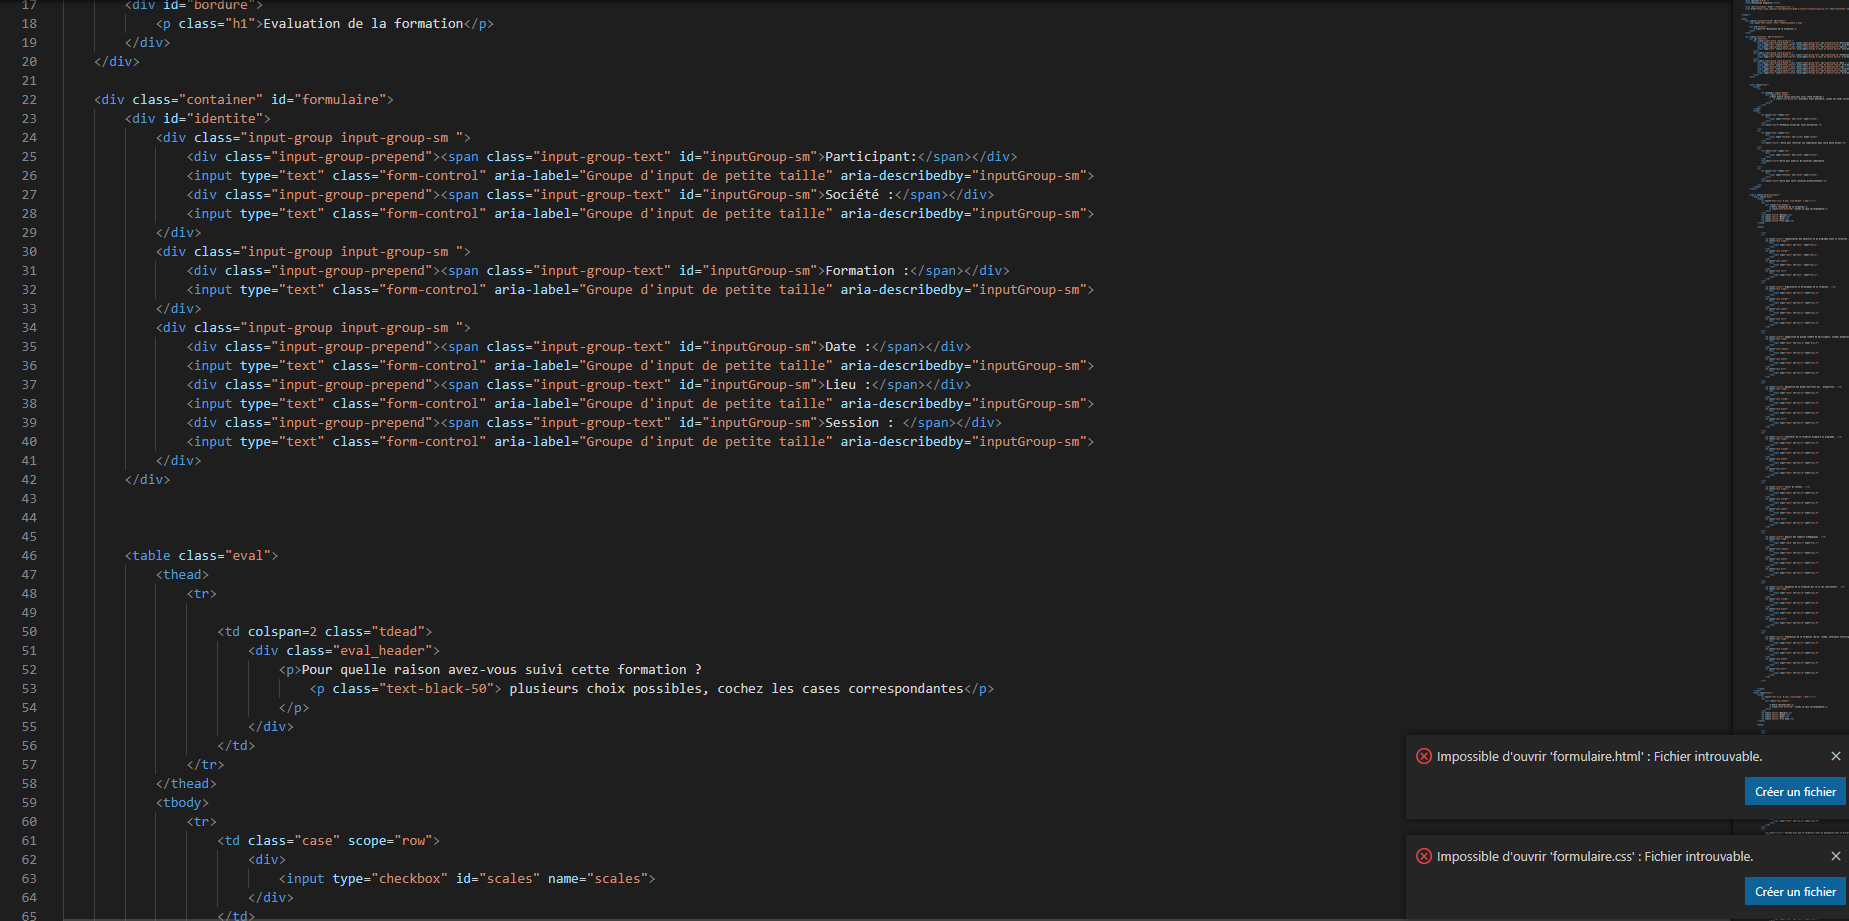 17 <div id="bordure">
18 <p class="h1">Evaluation de la formation</p>
19 </div>
20 </div>
21
22 <div class="container" id="formulaire">
23 <div id="identite">
24 <div class="input-group input-group-sm ">
25 <div class="input-group-prepend"><span class="input-group-text" id="inputGroup-sm">Participant:</span></div>
26 <input type="text" class="form-control" aria-label="Groupe d'input de petite taille" aria-describedby="inputGroup-sm">
27 <div class="input-group-prepend"><span class="input-group-text" id="inputGroup-sm">Société :</span></div>
28 <input type="text" class="form-control" aria-label="Groupe d'input de petite taille" aria-describedby="inputGroup-sm">
29 </div>
30 <div class="input-group input-group-sm ">
31 <div class="input-group-prepend"><span class="input-group-text" id="inputGroup-sm">Formation :</span></div>
32 <input type="text" class="form-control" aria-label="Groupe d'input de petite taille" aria-describedby="inputGroup-sm">
33 </div>
34 <div class="input-group input-group-sm ">
35 <div class="input-group-prepend"><span class="input-group-text" id="inputGroup-sm">Date :</span></div>
36 <input type="text" class="form-control" aria-label="Groupe d'input de petite taille" aria-describedby="inputGroup-sm">
37 <div class="input-group-prepend"><span class="input-group-text" id="inputGroup-sm">Lieu :</span></div>
38 <input type="text" class="form-control" aria-label="Groupe d'input de petite taille" aria-describedby="inputGroup-sm">
39 <div class="input-group-prepend"><span class="input-group-text" id="inputGroup-sm">Session : </span></div>
40 <input type="text" class="form-control" aria-label="Groupe d'input de petite taille" aria-describedby="inputGroup-sm">
41 </div>
42 </div>
43
44
45
46 <table class="eval">
47 <thead>
48 <tr>
49
50 <td colspan=2 class="tdead">
51 <div class="eval_header">
52 <p>Pour quelle raison avez-vous suivi cette formation ?
53 <p class="text-black-50"> plusieurs choix possibles, cochez les cases correspondantes</p>
54 </p>
55 </div>
56 </td>
57 </tr>
58 </thead>
59 <tbody>
60 <tr>
61 <td class="case" scope="row">
62 <div>
63 <input type="checkbox" id="scales" name="scales">
64 </div>
65 </td>
Impossible d'ouvrir 'formulaire.html' : Fichier introuvable.
Créer un fichier
Impossible d'ouvrir 'formulaire.css' : Fichier introuvable.
Créer un fichier